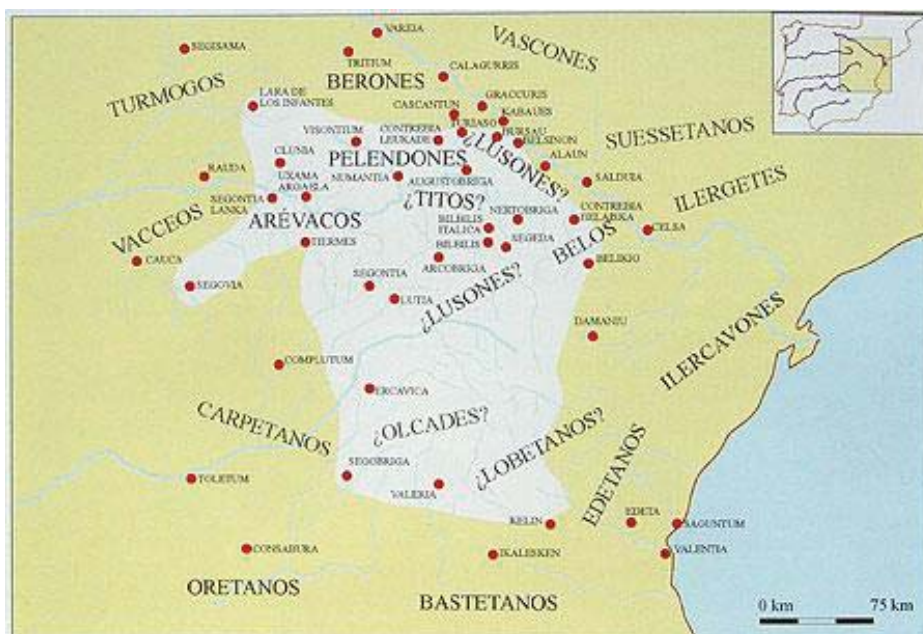 VAREIA
SEGISAMA
VASCONES
TRITIUM
BERONES
CALAGURRIS
TURMOGOS
LARA DE
LOS INFANTES
GRACCURIS
CASCANTUN
KABAUES
TURIASO
BURSAU
BELSINON
SUESSETANOS
VISONTIUM
CONTREBIA
LEUKADE
¿LUSONES?
CLUNIA
PELENDONES
ALAUN
RAUDA
UXAMA
ARGAELA
NUMANTIA
AUGUSTOBRIGA
SALDUIA
ILERGETES
SEGONTIA
LANKA
¿TITOS?
NERTOBRIGA
CONTREBIA
BELAISKA
VACCEOS
ARÉVACOS
BILBILIS
ITALICA
CELSA
TIERMES
BILBILIS
SEGEDA
BELOS
CAUCA
ARCOBRIGA
BELIKIO
SEGOVIA
SEGONTIA
LUTIA
¿LUSONES?
DAMANIU
ILERCAVONES
COMPLUTUM
ERCAVICA
CARPETANOS
¿OLCADES?
¿LOBETANOS?
EDETANOS
TOLETUM
SEGOBRIGA
VALERIA
KELIN
EDETA
SAGUNTUM
CONSABURA
IKALESKEN
VALENTIA
ORETANOS
BASTETANOS
0 km 75 km